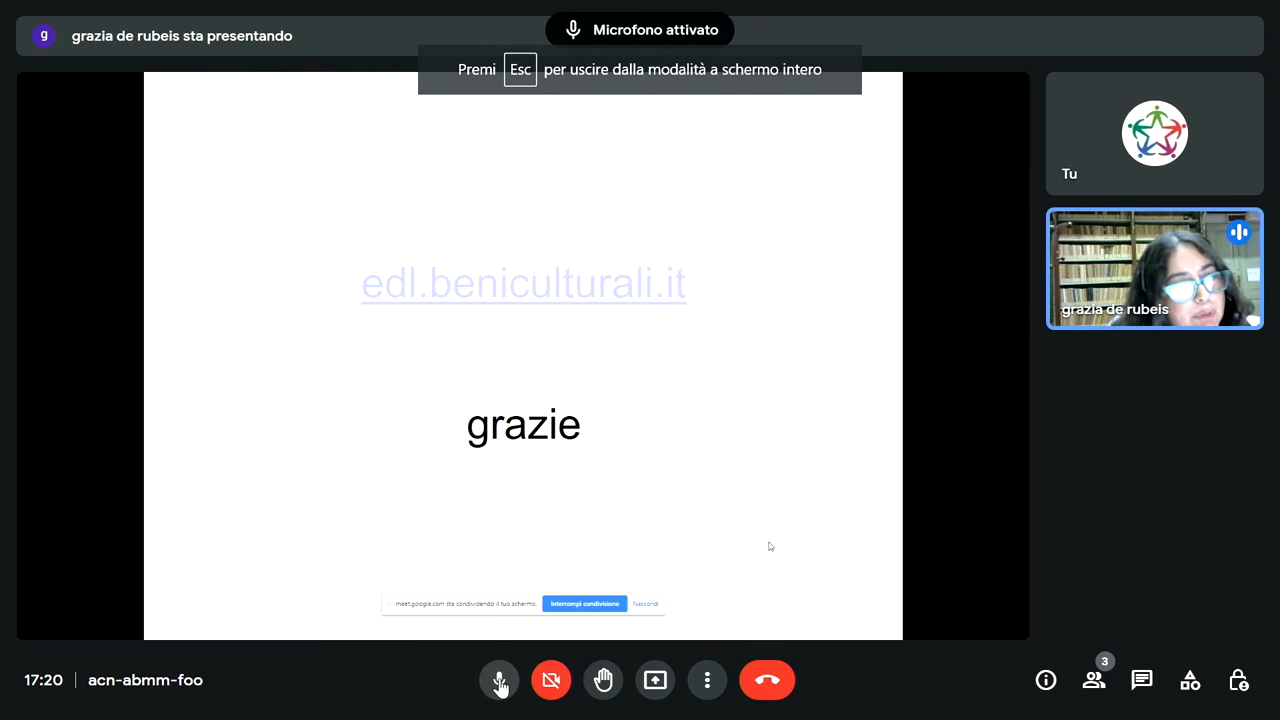 g grazia de rubeis sta presentando
Microfono attivato
Premi Esc per uscire dalla modalità a schermo intero
edl.beniculturali.it
grazie
meet.google.com sta condividendo il tuo schermo. Interrompi condivisione Nascondi
Tu
grazia de rubeis
17:20 | acn-abmm-foo
3